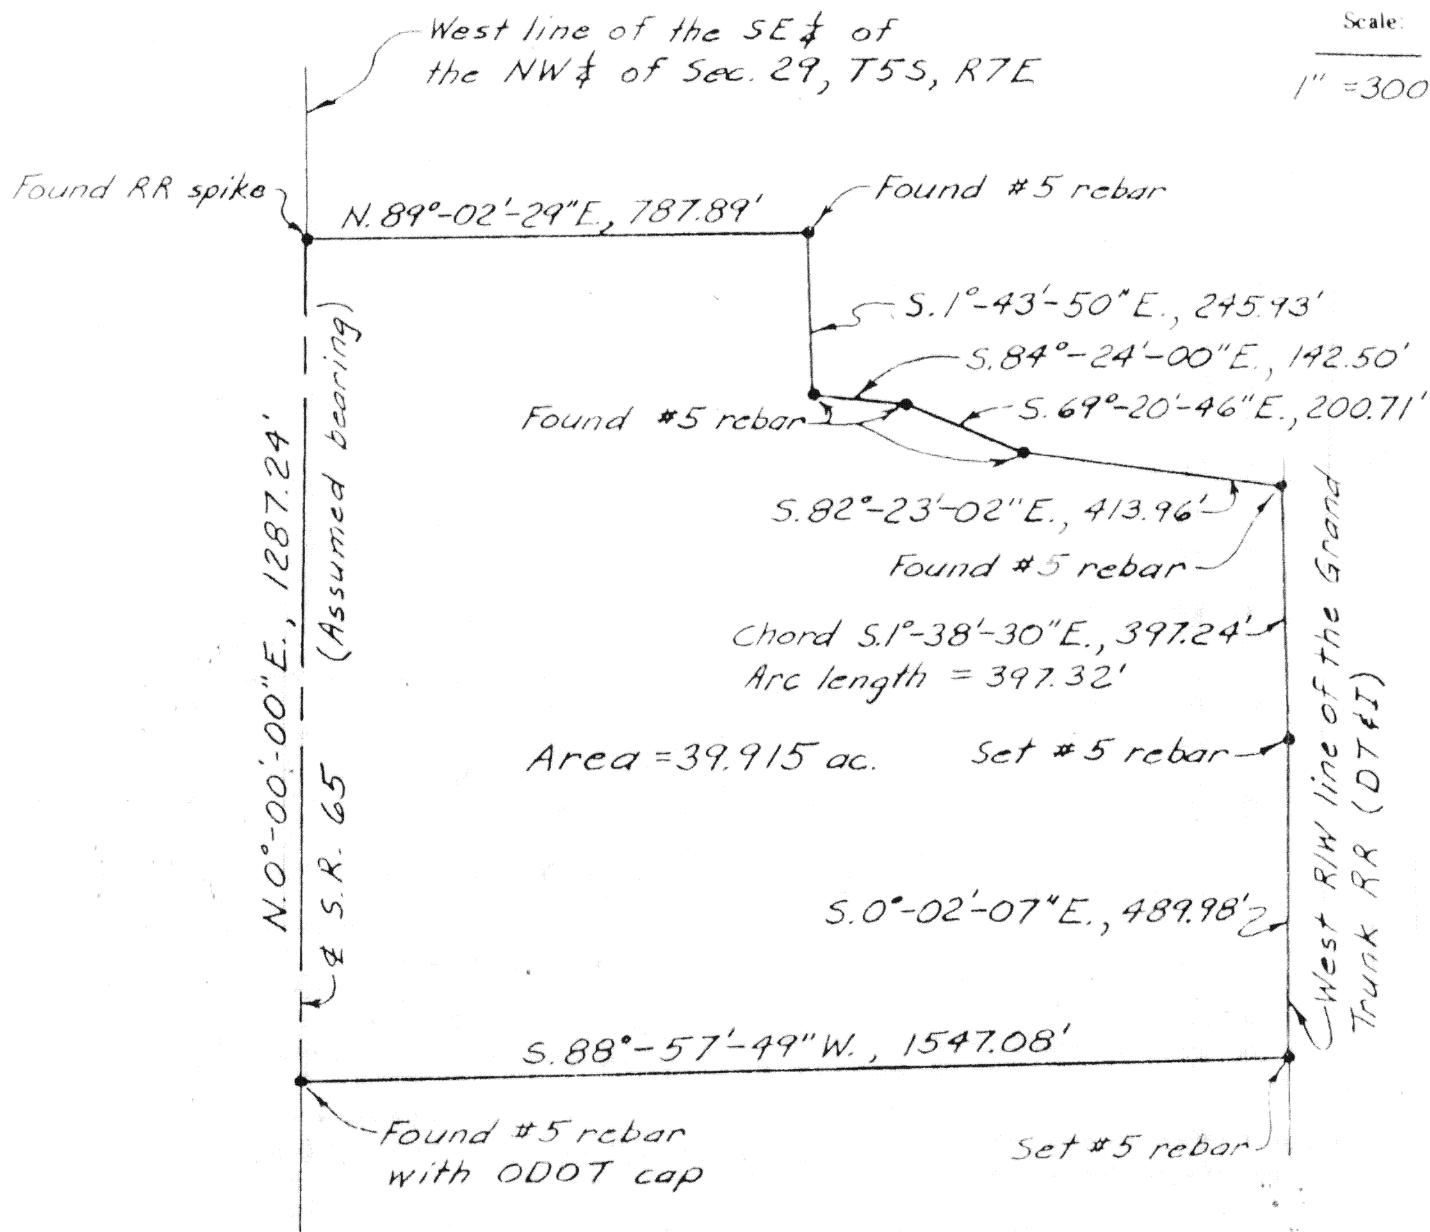 West line of the SE ¼ of
the NW ¼ of Sec. 29, T5S, R7E
Scale:
1" = 300
Found RR spike
N. 89°-02'-29" E., 787.89'
Found #5 rebar
S. 1°-43'-50" E., 245.93'
S. 84°-24'-00" E., 142.50'
S. 69°-20'-46" E., 200.71'
Found #5 rebar
S. 82°-23'-02" E., 413.96'
Found #5 rebar
N. 0°-00'-00" E., 1287.24'
(Assumed bearing)
℄ S.R. 65
Chord S. 1°-38'-30" E., 397.24'
Arc length = 397.32'
Area = 39.915 ac.
Set #5 rebar
S. 0°-02'-07" E., 489.98'
West R/W line of the Grand
Trunk RR (DT & I)
S. 88°-57'-49" W., 1547.08'
Found #5 rebar
with ODOT cap
Set #5 rebar